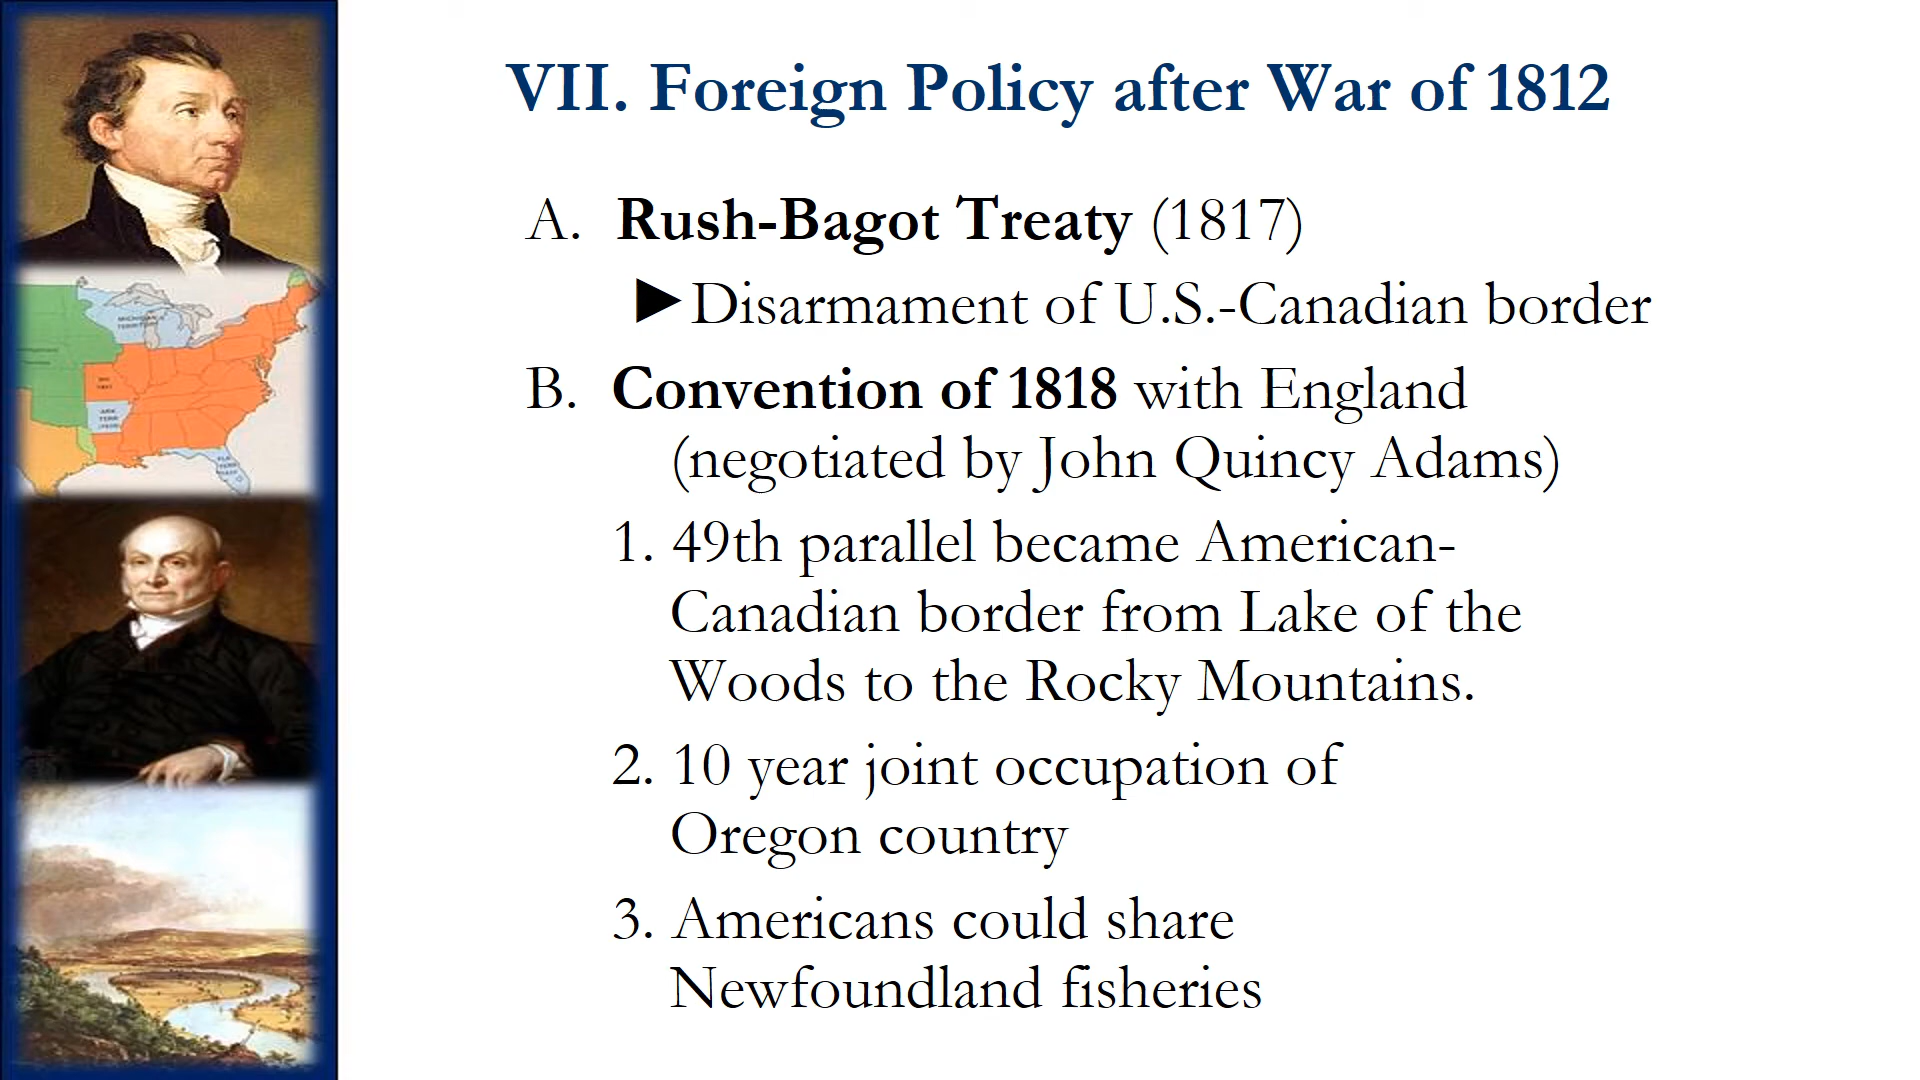 VII. Foreign Policy after War of 1812
A. Rush-Bagot Treaty (1817)
►Disarmament of U.S.-Canadian border
B. Convention of 1818 with England
(negotiated by John Quincy Adams)
1. 49th parallel became American-
Canadian border from Lake of the
Woods to the Rocky Mountains.
2. 10 year joint occupation of
Oregon country
3. Americans could share
Newfoundland fisheries
MICHIGAN
TERRITORY